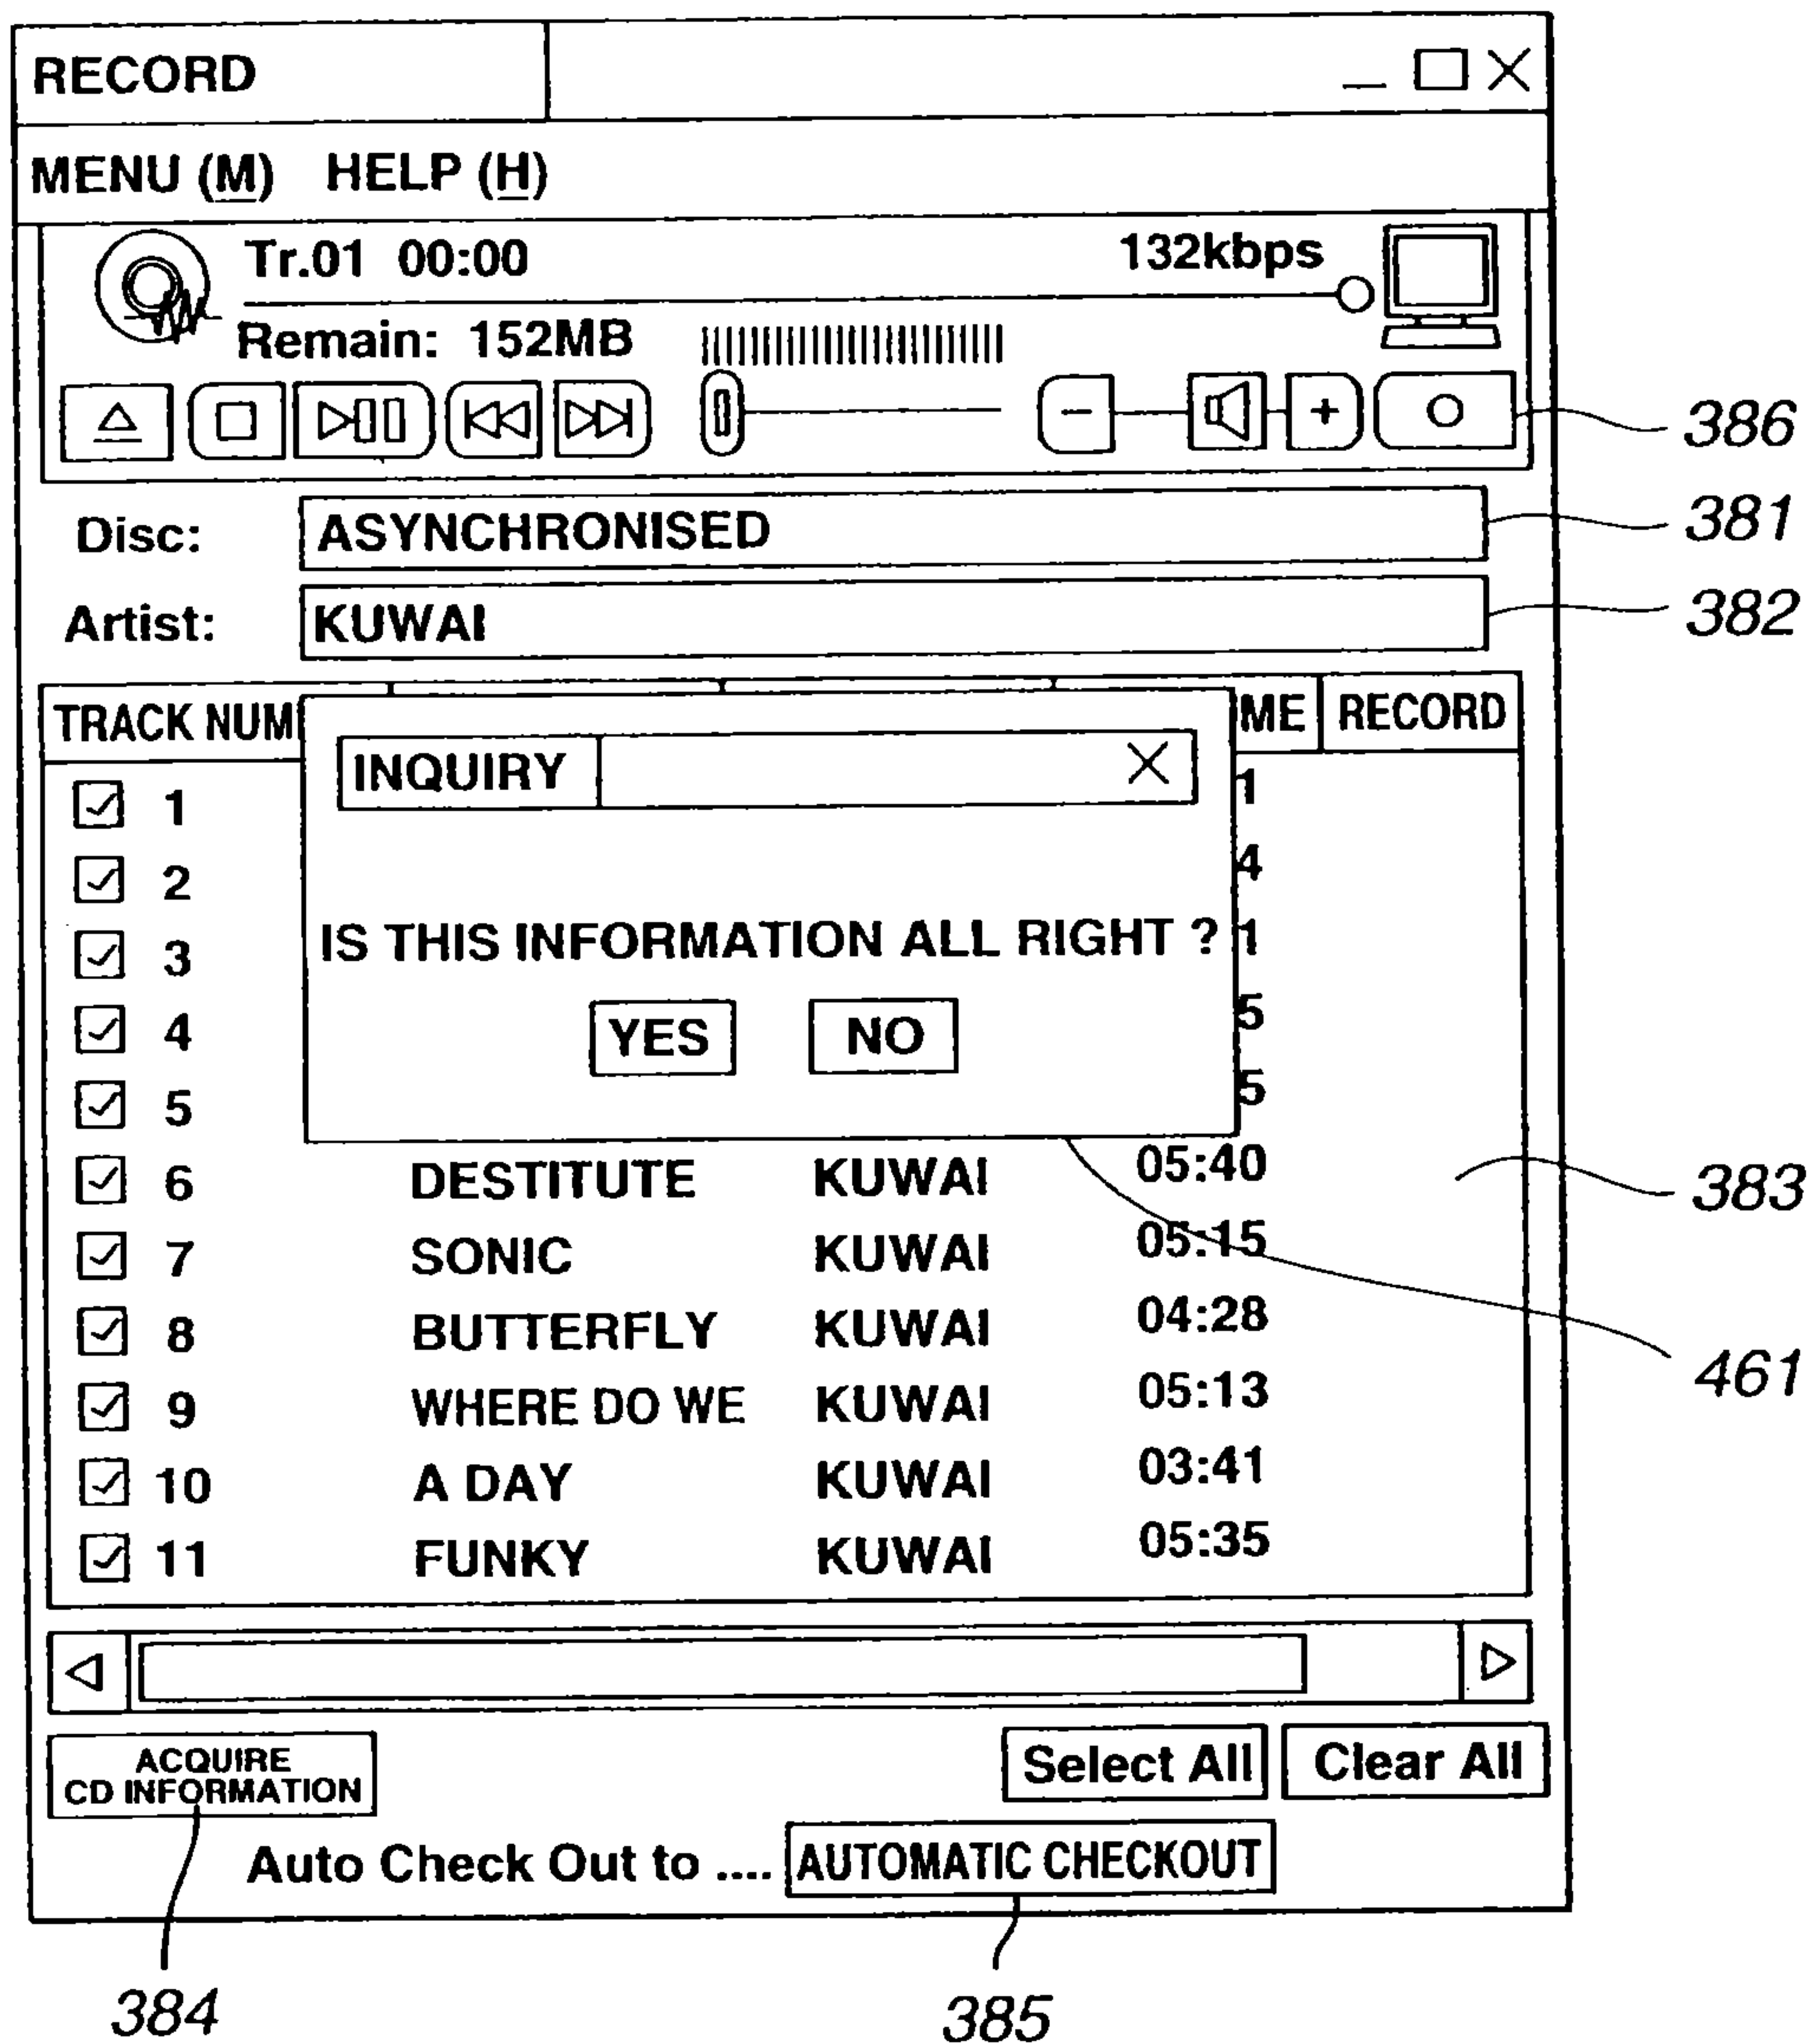 RECORD
MENU (M) HELP (H)
Tr.01 00:00 132kbps
Remain: 152MB
386
Disc: ASYNCHRONISED 381
Artist: KUWAI 382
TRACK NUM ME RECORD
INQUIRY
1 1
2 4
3 IS THIS INFORMATION ALL RIGHT ? 1
4 5
YES NO
5 5
6 DESTITUTE KUWAI 05:40
383
7 SONIC KUWAI 05:15
8 BUTTERFLY KUWAI 04:28
461
9 WHERE DO WE KUWAI 05:13
10 A DAY KUWAI 03:41
11 FUNKY KUWAI 05:35
ACQUIRE
CD INFORMATION
Select All Clear All
Auto Check Out to .... AUTOMATIC CHECKOUT
384 385